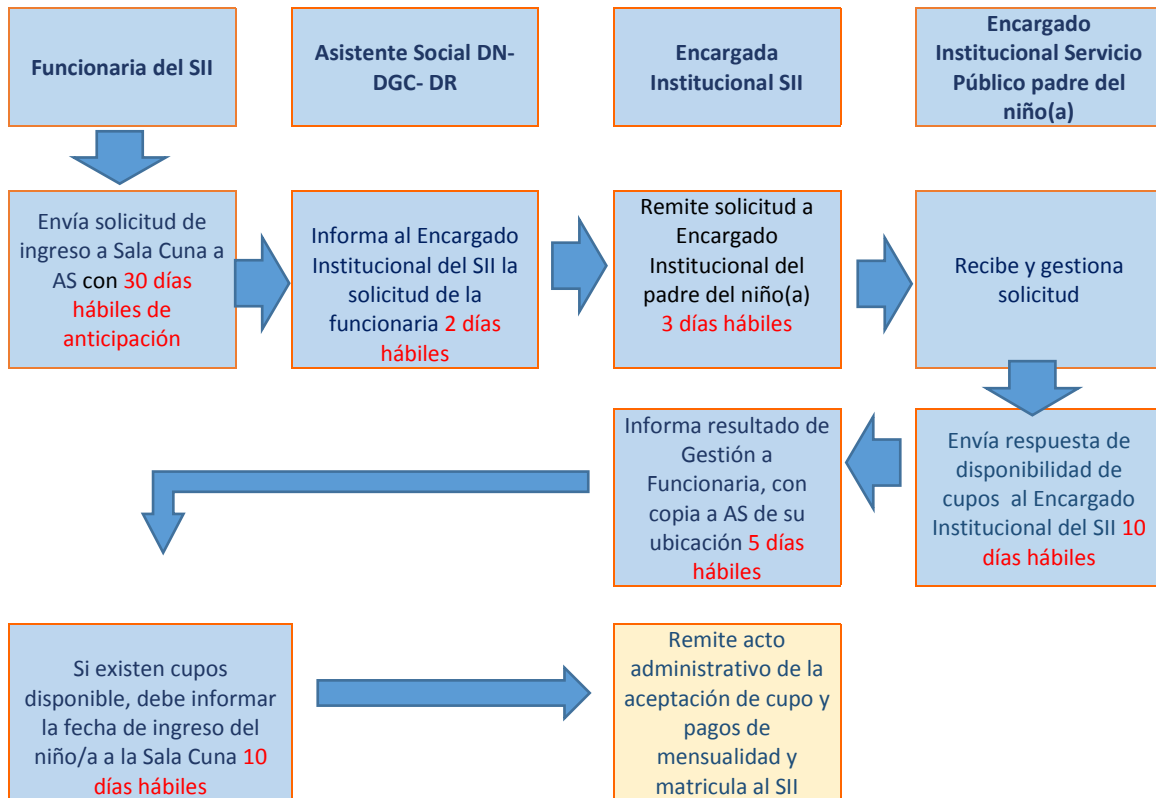 Funcionaria del SII
Asistente Social DN-
DGC- DR
Encargada
Institucional SII
Encargado
Institucional Servicio
Público padre del
niño(a)
Envía solicitud de
ingreso a Sala Cuna a
AS con 30 días
hábiles de
anticipación
Informa al Encargado
Institucional del SII la
solicitud de la
funcionaria 2 días
hábiles
Remite solicitud a
Encargado
Institucional del
padre del niño(a)
3 días hábiles
Recibe y gestiona
solicitud
Informa resultado de
Gestión a
Funcionaria, con
copia a AS de su
ubicación 5 días
hábiles
Envía respuesta de
disponibilidad de
cupos al Encargado
Institucional del SII 10
días hábiles
Si existen cupos
disponible, debe informar
la fecha de ingreso del
niño/a a la Sala Cuna 10
días hábiles
Remite acto
administrativo de la
aceptación de cupo y
pagos de
mensualidad y
matricula al SII